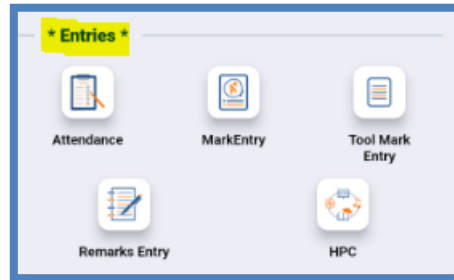 * Entries *
Attendance
MarkEntry
Tool Mark
Entry
Remarks Entry
HPC